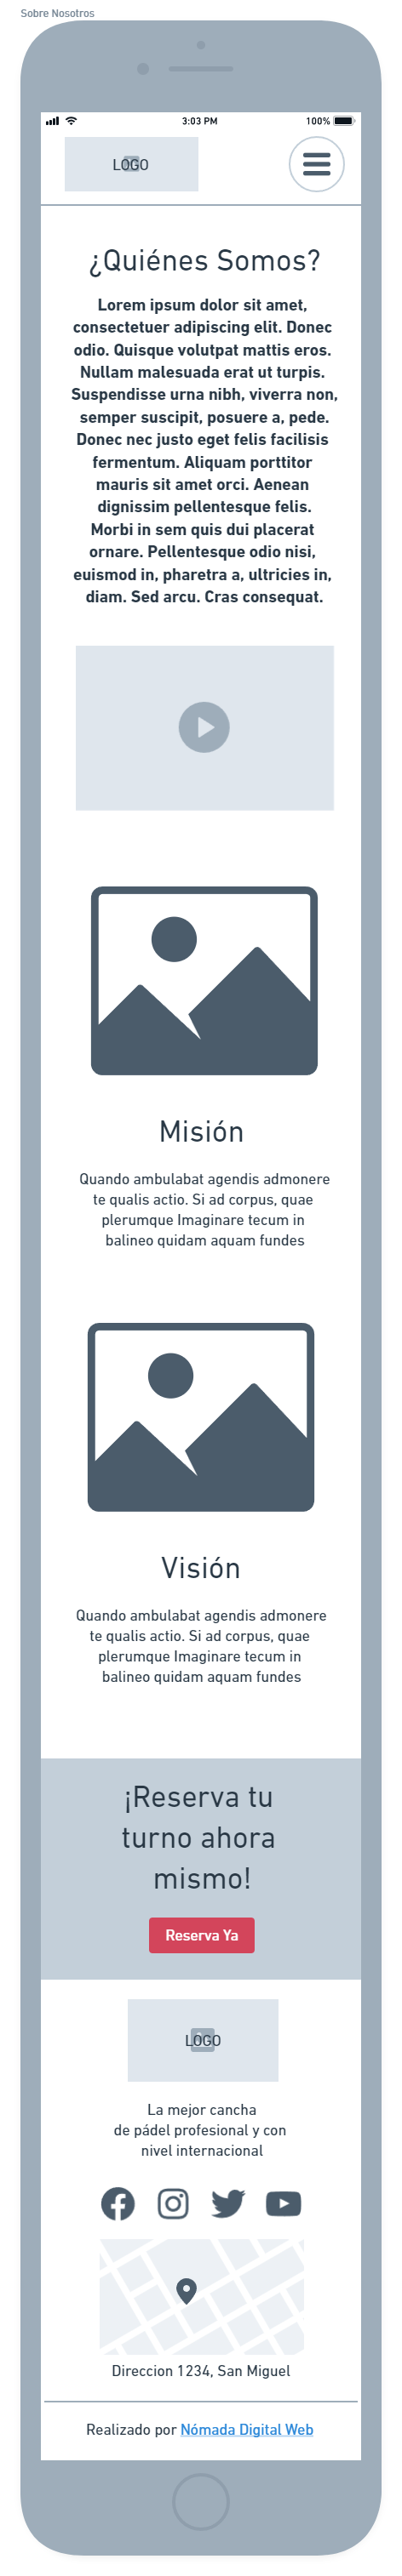 Sobre Nosotros
3:03 PM
100%
LOGO
¿Quiénes Somos?
Lorem ipsum dolor sit amet,
consectetuer adipiscing elit. Donec
odio. Quisque volutpat mattis eros.
Nullam malesuada erat ut turpis.
Suspendisse urna nibh, viverra non,
semper suscipit, posuere a, pede.
Donec nec justo eget felis facilisis
fermentum. Aliquam porttitor
mauris sit amet orci. Aenean
dignissim pellentesque felis.
Morbi in sem quis dui placerat
ornare. Pellentesque odio nisi,
euismod in, pharetra a, ultricies in,
diam. Sed arcu. Cras consequat.
Misión
Quando ambulabat agendis admonere
te qualis actio. Si ad corpus, quae
plerumque Imaginare tecum in
balineo quidam aquam fundes
Visión
Quando ambulabat agendis admonere
te qualis actio. Si ad corpus, quae
plerumque Imaginare tecum in
balineo quidam aquam fundes
¡Reserva tu
turno ahora
mismo!
Reserva Ya
LOGO
La mejor cancha
de pádel profesional y con
nivel internacional
Direccion 1234, San Miguel
Realizado por Nómada Digital Web